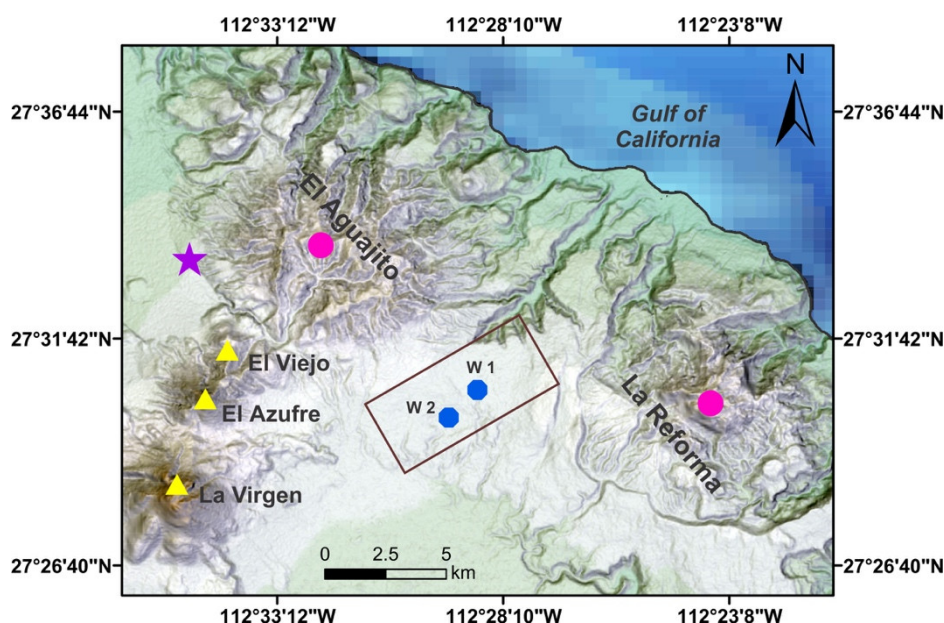 112°33'12"W 112°28'10"W 112°23'8"W
N
27°36'44"N 27°36'44"N
Gulf of
California
El Aguajito
27°31'42"N 27°31'42"N
El Viejo
W 1
El Azufre
W 2
La Reforma
La Virgen
0 2.5 5
km
27°26'40"N 27°26'40"N
112°33'12"W 112°28'10"W 112°23'8"W